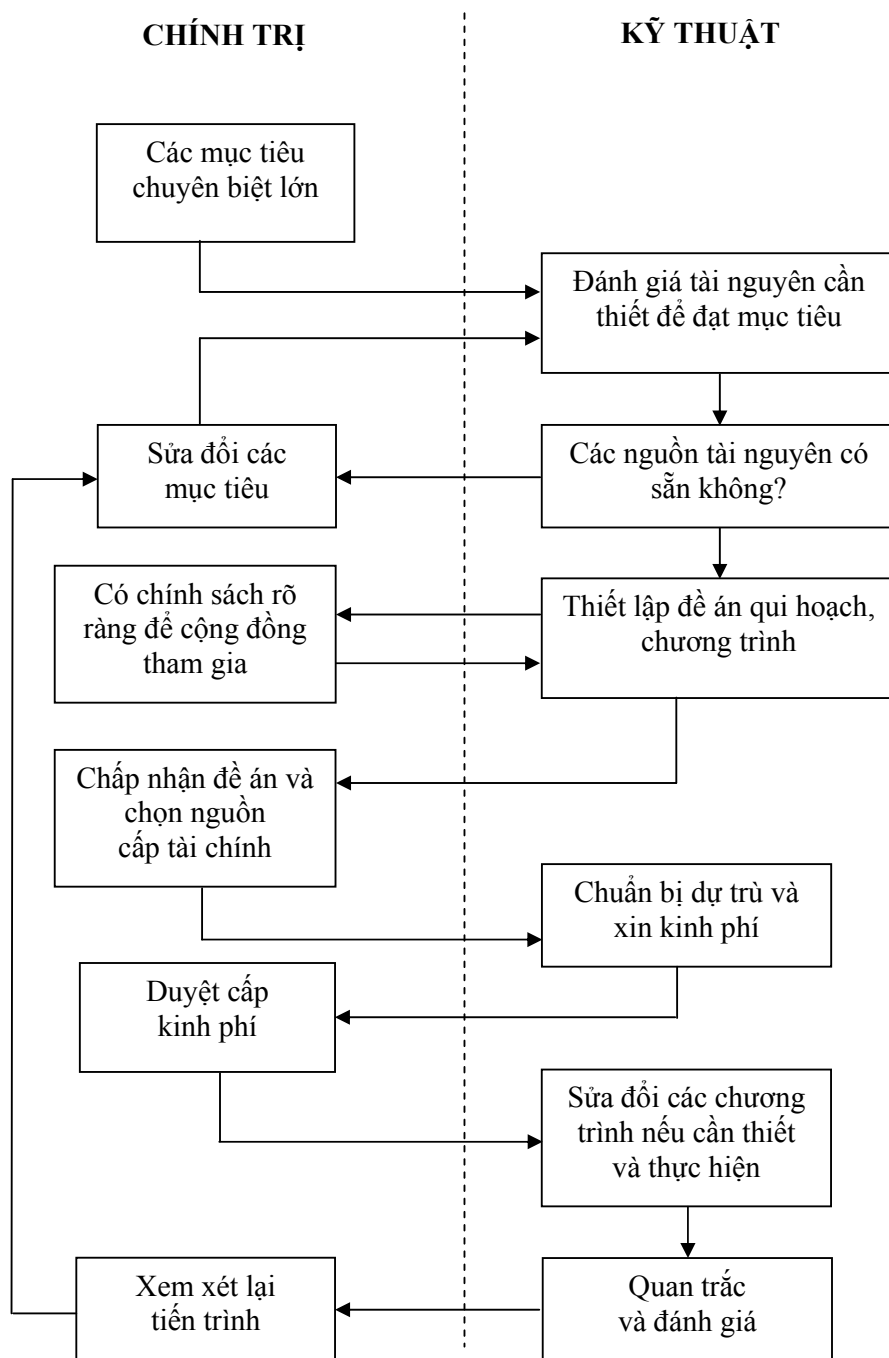 CHÍNH TRỊ
KỸ THUẬT
Các mục tiêu
chuyên biệt lớn
Đánh giá tài nguyên cần
thiết để đạt mục tiêu
Sửa đổi các
mục tiêu
Các nguồn tài nguyên có
sẵn không?
Có chính sách rõ
ràng để cộng đồng
tham gia
Thiết lập đề án qui hoạch,
chương trình
Chấp nhận đề án và
chọn nguồn
cấp tài chính
Chuẩn bị dự trù và
xin kinh phí
Duyệt cấp
kinh phí
Sửa đổi các chương
trình nếu cần thiết
và thực hiện
Xem xét lại
tiến trình
Quan trắc
và đánh giá